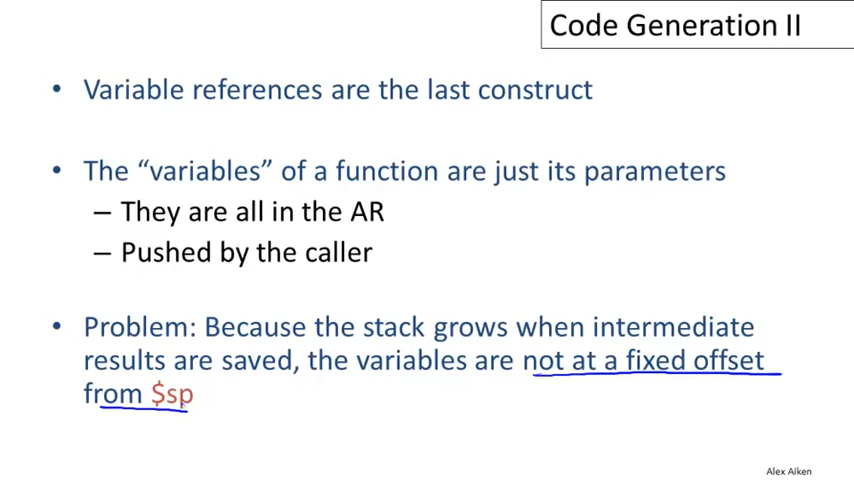 Code Generation II
• Variable references are the last construct
• The “variables” of a function are just its parameters
– They are all in the AR
– Pushed by the caller
• Problem: Because the stack grows when intermediate
results are saved, the variables are not at a fixed offset
from $sp
Alex Aiken